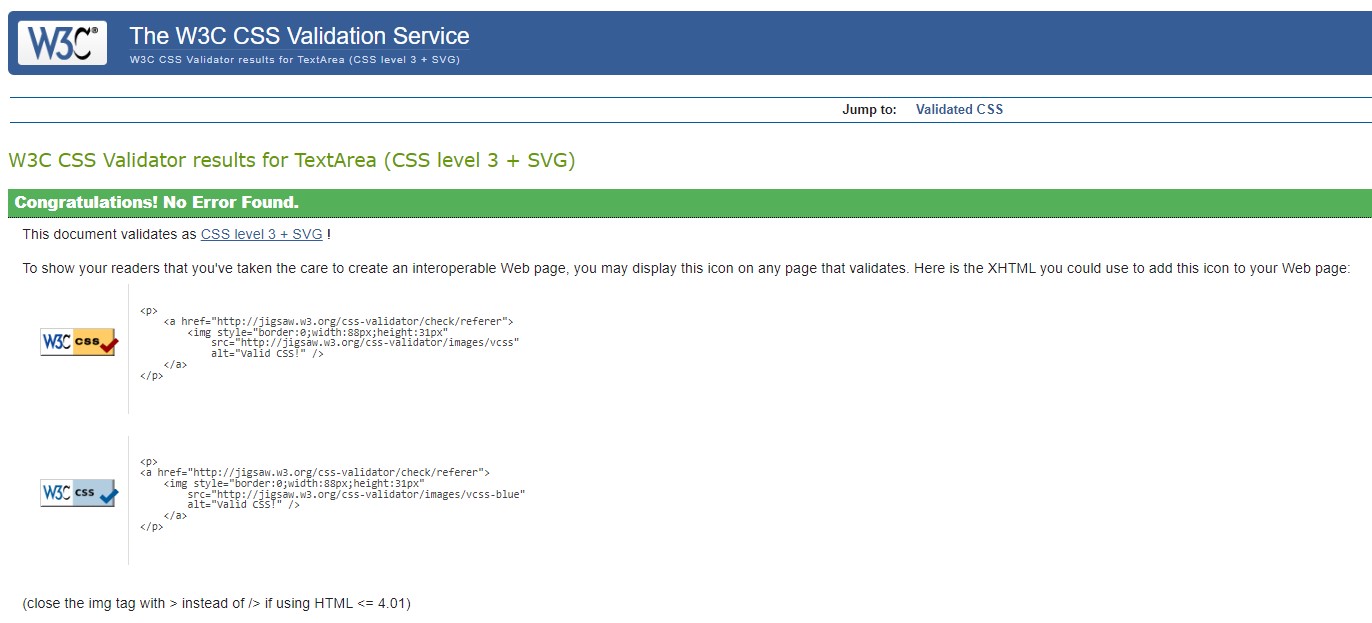 W3C®
The W3C CSS Validation Service
W3C CSS Validator results for TextArea (CSS level 3 + SVG)
Jump to: Validated CSS
W3C CSS Validator results for TextArea (CSS level 3 + SVG)
Congratulations! No Error Found.
This document validates as CSS level 3 + SVG !
To show your readers that you've taken the care to create an interoperable Web page, you may display this icon on any page that validates. Here is the XHTML you could use to add this icon to your Web page:
W3C css
<p>
<a href="http://jigsaw.w3.org/css-validator/check/referer">
<img style="border:0;width:88px;height:31px"
src="http://jigsaw.w3.org/css-validator/images/vcss"
alt="Valid CSS!" />
</a>
</p>
W3C css
<p>
<a href="http://jigsaw.w3.org/css-validator/check/referer">
<img style="border:0;width:88px;height:31px"
src="http://jigsaw.w3.org/css-validator/images/vcss-blue"
alt="Valid CSS!" />
</a>
</p>
(close the img tag with > instead of /> if using HTML <= 4.01)